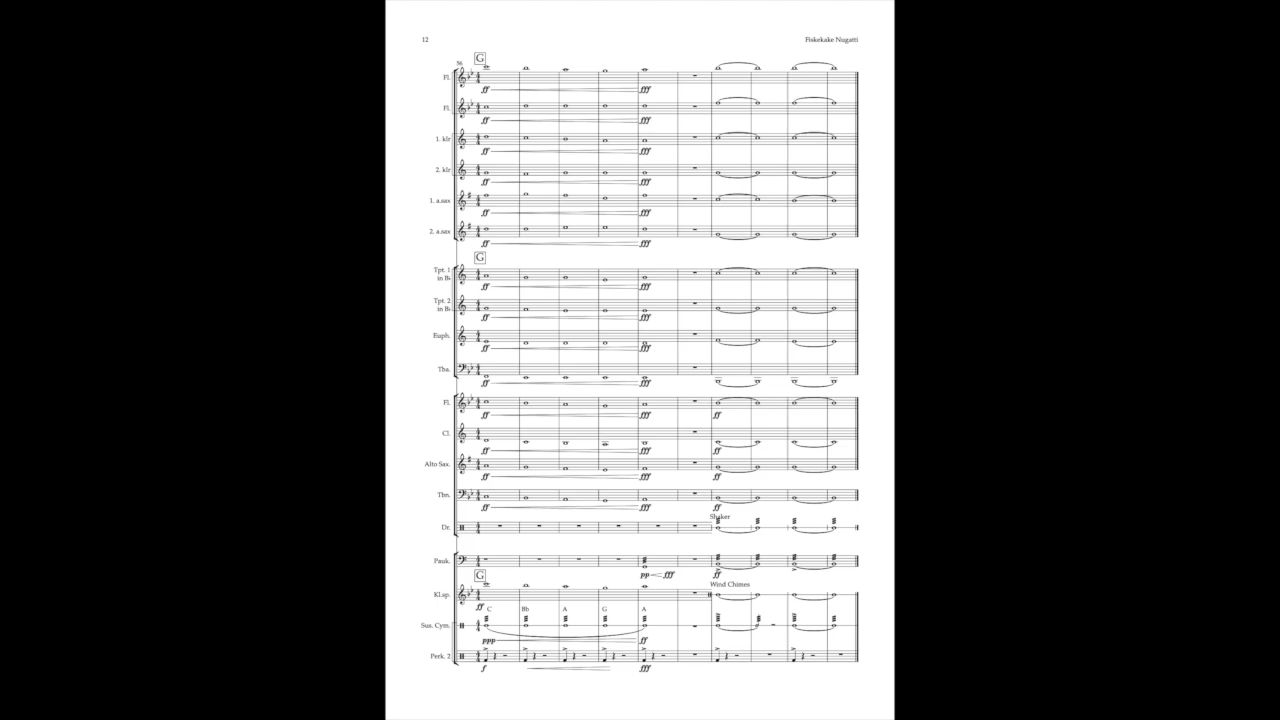 12 Fiskekake Nugatti
G
56
Fl.
ff fff
Fl.
ff fff
1. klr
ff fff
2. klr
ff fff
1. a.sax
ff fff
2. a.sax
ff fff
G
Tpt. 1
in B♭
ff fff
Tpt. 2
in B♭
ff fff
Euph.
ff fff
Tba.
ff fff
Fl.
ff fff ff
Cl.
ff fff ff
Alto Sax.
ff fff ff
Tbn.
ff fff ff
Shaker
Dr.
Pauk.
pp fff ff
G
Wind Chimes
Kl.sp.
ff
C Bb A G A
Sus. Cym.
ppp ff
Perk. 2
f fff